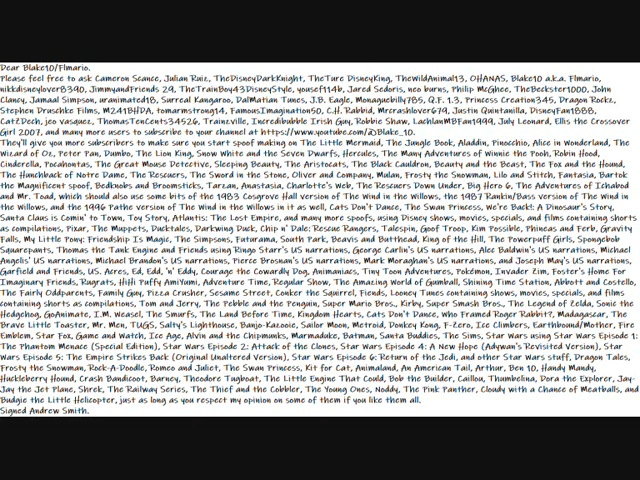 Dear Blake10/Flmario.
Please feel free to ask Cameron Scance, Julian Ruiz, TheDisneyDarkKnight, TheTure DisneyKing, TheWildAnimal13, OHANAS, Blake10 a.k.a. Flmario,
nikkdisneylover8390, JimmyandFriends 29, TheTrainBoy43DisneyStyle, yousef114b, Jared Sedoris, neo burns, Philip McGhee, TheBeckster1000, John
Clancy, Jamaal Simpson, uranimated18, Surreal Kangaroo, DalMatian Tunes, J.B. Eagle, Monaguebilly785, Q.F. 1.3, Princess Creation345, Dragon Rockz,
Stephen Druschke Films, M241BHDA, tomarmstrong14, FamousImagination50, C.H. Rabbid, Mrcrashlover679, Justin Quintanilla, DisneyFan1888,
CatzDech, jeo vasquez, ThomasTenCents34526, Trainzville, Incredibubble Irish Guy, Robbie Shaw, LachlanMBFan1999, July Leonard, Ellis the Crossover
Girl 2007, and many more users to subscribe to your channel at https://www.youtube.com/@Blake_10.
They'll give you more subscribers to make sure you start spoof making on The Little Mermaid, The Jungle Book, Aladdin, Pinocchio, Alice in Wonderland, The
Wizard of Oz, Peter Pan, Dumbo, The Lion King, Snow White and the Seven Dwarfs, Hercules, The Many Adventures of Winnie the Pooh, Robin Hood,
Cinderella, Pocahontas, The Great Mouse Detective, Sleeping Beauty, The Aristocats, The Black Cauldron, Beauty and the Beast, The Fox and the Hound,
The Hunchback of Notre Dame, The Rescuers, The Sword in the Stone, Oliver and Company, Mulan, Frosty the Snowman, Lilo and Stitch, Fantasia, Bartok
the Magnificent spoof, Bedknobs and Broomsticks, Tarzan, Anastasia, Charlotte's Web, The Rescuers Down Under, Big Hero 6, The Adventures of Ichabod
and Mr. Toad, which should also use some bits of the 1983 Cosgrove Hall version of The Wind in the Willows, the 1987 Rankin/Bass version of The Wind in
the Willows, and the 1996 Pathe version of The Wind in the Willows in it as well, Cats Don't Dance, The Swan Princess, We're Back!: A Dinosaur's Story,
Santa Claus is Comin' to Town, Toy Story, Atlantis: The Lost Empire, and many more spoofs, using Disney shows, movies, specials, and films containing shorts
as compilations, Pixar, The Muppets, Ducktales, Darkwing Duck, Chip n' Dale: Rescue Rangers, Talespin, Goof Troop, Kim Possible, Phineas and Ferb, Gravity
Falls, My Little Pony: Friendship Is Magic, The Simpsons, Futurama, South Park, Beavis and Butthead, King of the Hill, The Powerpuff Girls, Spongebob
Squarepants, Thomas the Tank Engine and Friends using Ringo Starr's US narrations, George Carlin's US narrations, Alec Baldwin's US narrations, Michael
Angelis' US narrations, Michael Brandon's US narrations, Pierce Brosnan's US narrations, Mark Moraghan's US narrations, and Joseph May's US narrations,
Garfield and Friends, U.S. Acres, Ed, Edd, 'n' Eddy, Courage the Cowardly Dog, Animaniacs, Tiny Toon Adventures, Pokémon, Invader Zim, Foster's Home For
Imaginary Friends, Rugrats, HiHi Puffy AmiYumi, Adventure Time, Regular Show, The Amazing World of Gumball, Shining Time Station, Abbott and Costello,
The Fairly Oddparents, Family Guy, Pizza Crusher, Sesame Street, Conker the Squirrel, Fiends, Looney Tunes containing shows, movies, specials, and films
containing shorts as compilations, Tom and Jerry, The Pebble and the Penguin, Super Mario Bros., Kirby, Super Smash Bros., The Legend of Zelda, Sonic the
Hedgehog, GoAnimate, I.M. Weasel, The Smurfs, The Land Before Time, Kingdom Hearts, Cats Don't Dance, Who Framed Roger Rabbit?, Madagascar, The
Brave Little Toaster, Mr. Men, TUGS, Salty's Lighthouse, Banjo-Kazooie, Sailor Moon, Metroid, Donkey Kong, F-Zero, Ice Climbers, Earthbound/Mother, Fire
Emblem, Star Fox, Game and Watch, Ice Age, Alvin and the Chipmunks, Marmaduke, Batman, Santa Buddies, The Sims, Star Wars using Star Wars Episode 1:
The Phantom Menace (Special Edition), Star Wars Episode 2: Attack of the Clones, Star Wars Episode 4: A New Hope (Adywan's Revisited Version), Star
Wars Episode 5: The Empire Strikes Back (Original Unaltered Version), Star Wars Episode 6: Return of the Jedi, and other Star Wars stuff, Dragon Tales,
Frosty the Snowman, Rock-A-Doodle, Romeo and Juliet, The Swan Princess, Kit for Cat, Animaland, An American Tail, Arthur, Ben 10, Handy Mandy,
Huckleberry Hound, Crash Bandicoot, Barney, Theodore Tugboat, The Little Engine That Could, Bob the Builder, Caillou, Thumbelina, Dora the Explorer, Jay-
Jay the Jet Plane, Shrek, The Railway Series, The Thief and the Cobbler, The Young Ones, Noddy, The Pink Panther, Cloudy with a Chance of Meatballs, and
Budgie the Little Helicopter, just as long as you respect my opinion on some of them if you like them all.
Signed Andrew Smith.